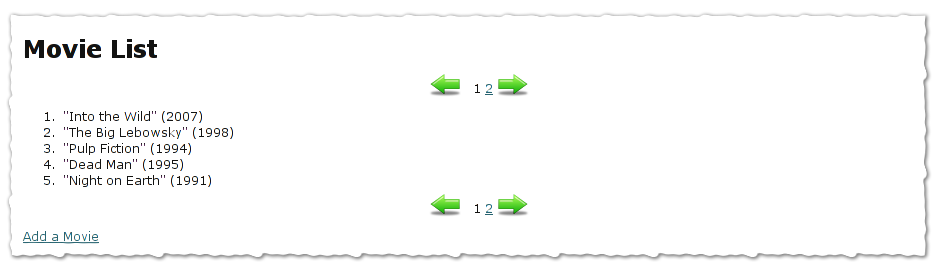 Movie List
1 2
1. "Into the Wild" (2007)
2. "The Big Lebowsky" (1998)
3. "Pulp Fiction" (1994)
4. "Dead Man" (1995)
5. "Night on Earth" (1991)
1 2
Add a Movie